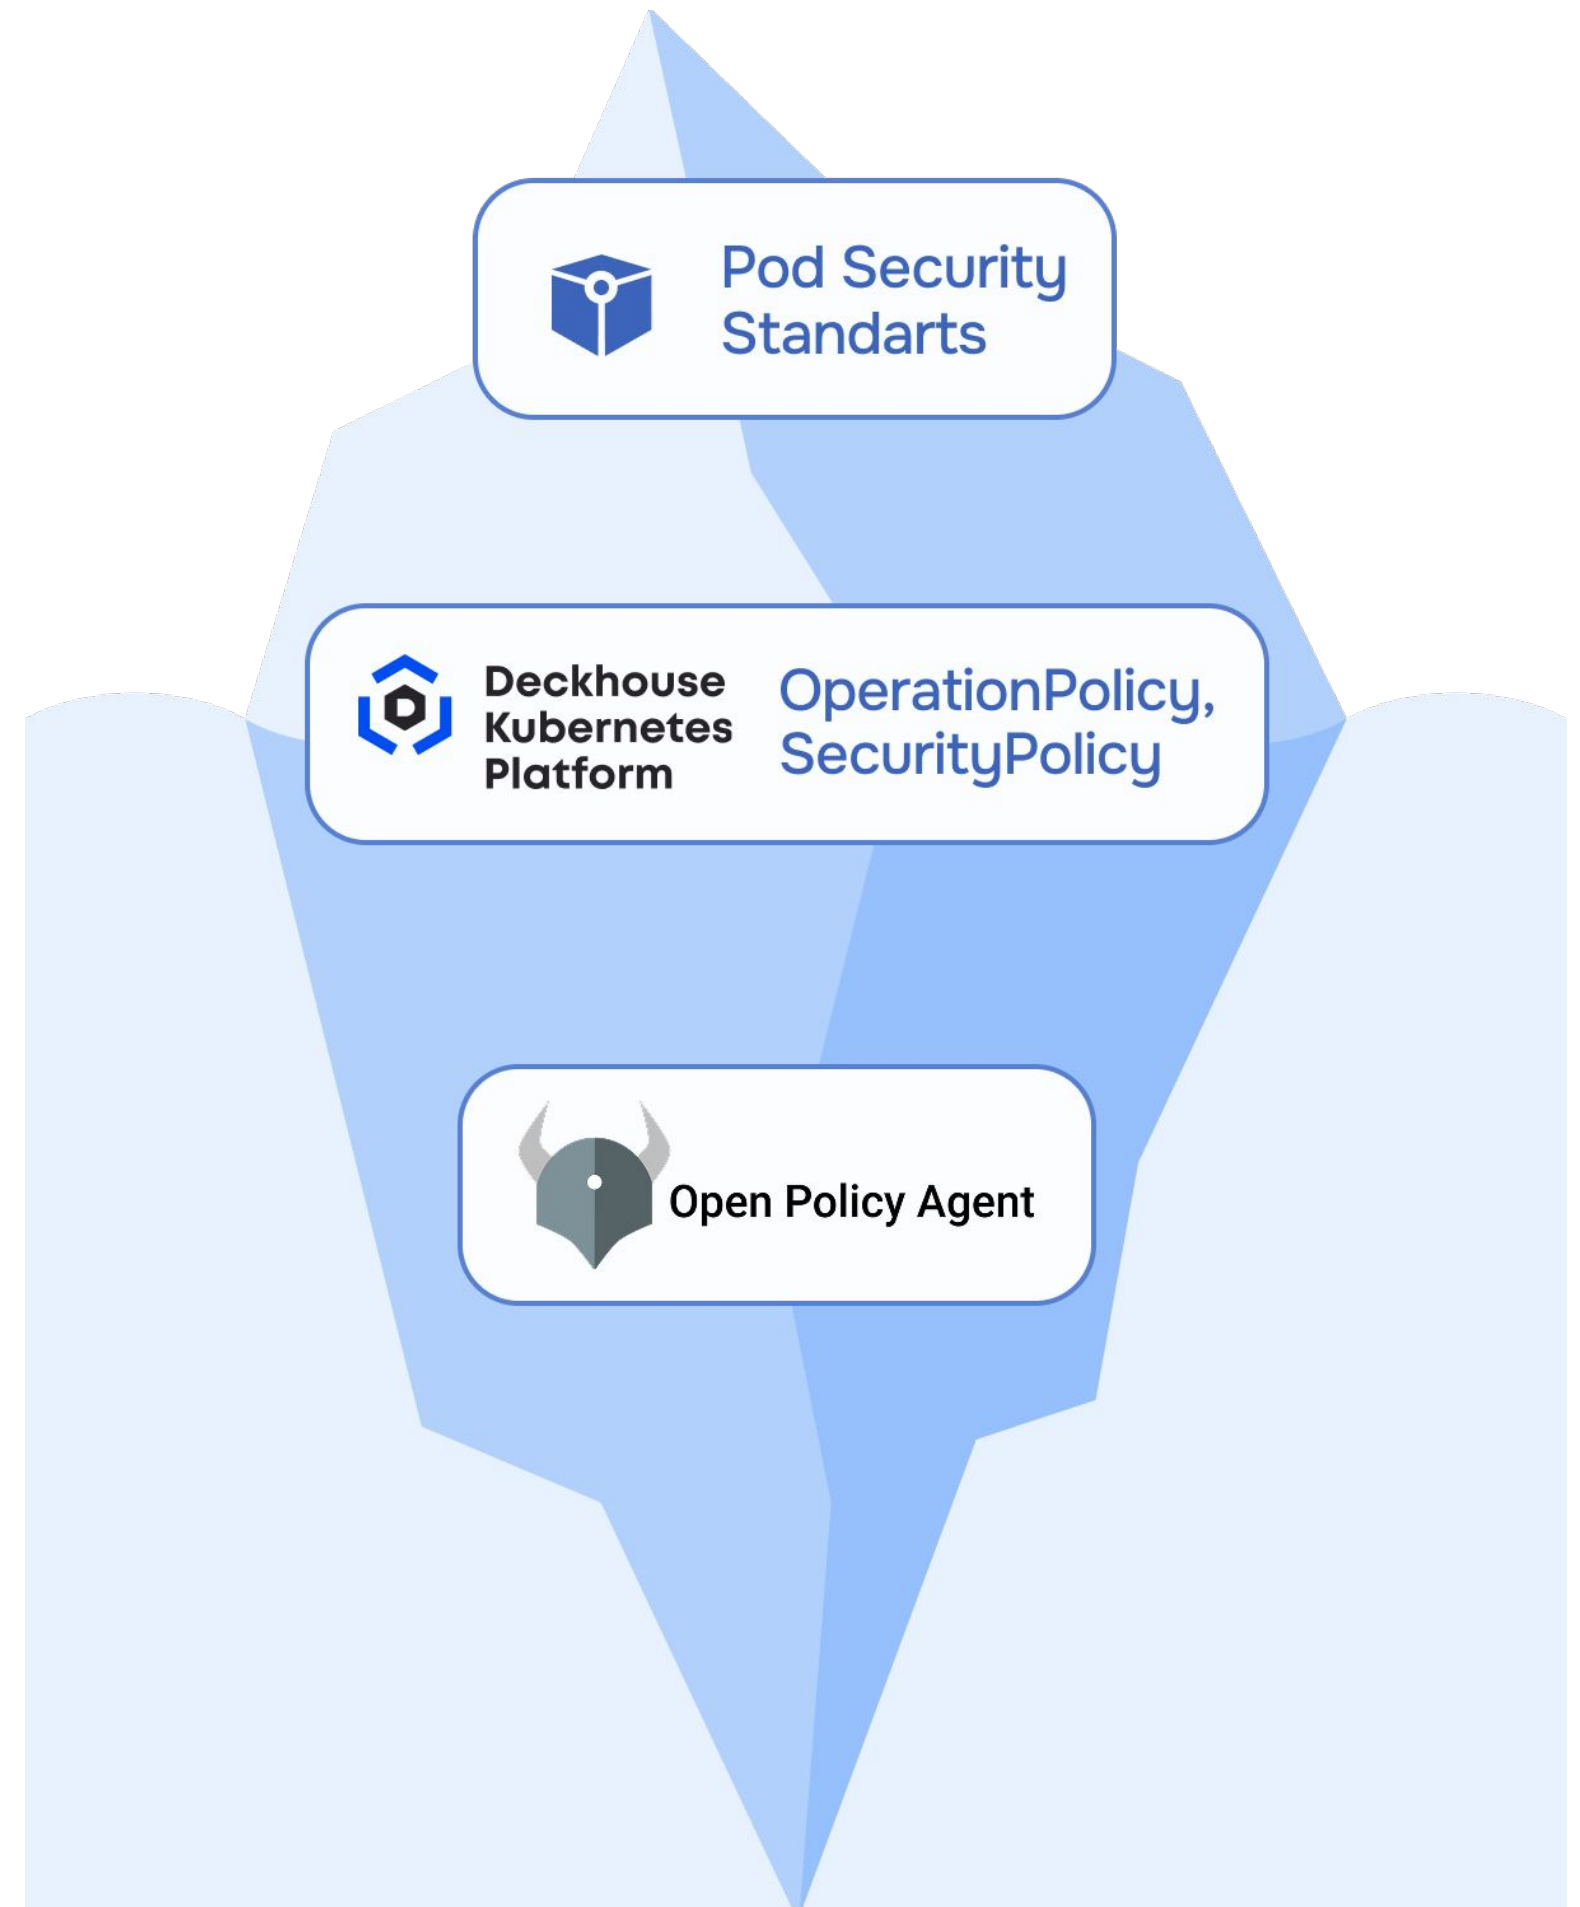 Pod Security
Standarts
Deckhouse
Kubernetes
Platform
OperationPolicy,
SecurityPolicy
Open Policy Agent